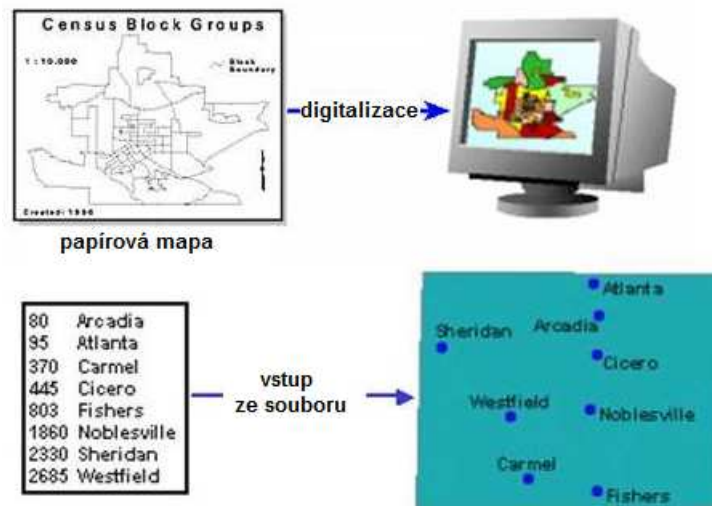 Census Block Groups
1 : 10.000
Block
Boundary
digitalizace
Created: 1996
papírová mapa
80 Arcadia
95 Atlanta
370 Carmel
445 Cicero
803 Fishers
1860 Noblesville
2330 Sheridan
2685 Westfield
vstup
ze souboru
Atlanta
Arcadia
Sheridan
Cicero
Westfield
Noblesville
Carmel
Fishers